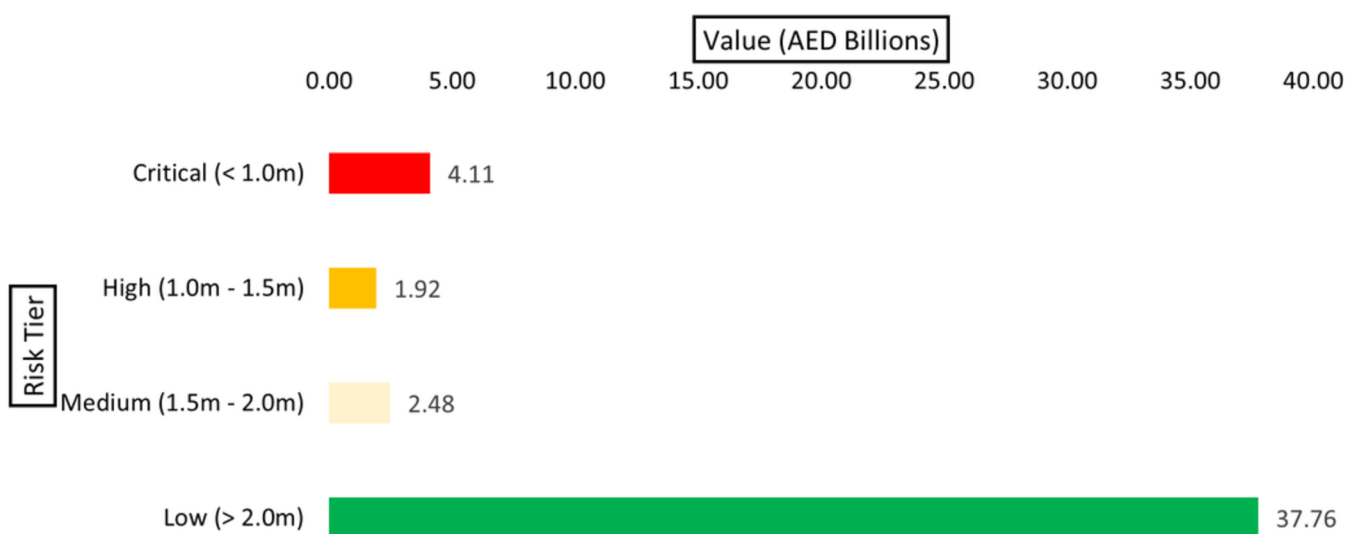 Value (AED Billions)
0.00 5.00 10.00 15.00 20.00 25.00 30.00 35.00 40.00
Critical (< 1.0m) 4.11
High (1.0m - 1.5m) 1.92
Risk Tier
Medium (1.5m - 2.0m) 2.48
Low (> 2.0m) 37.76